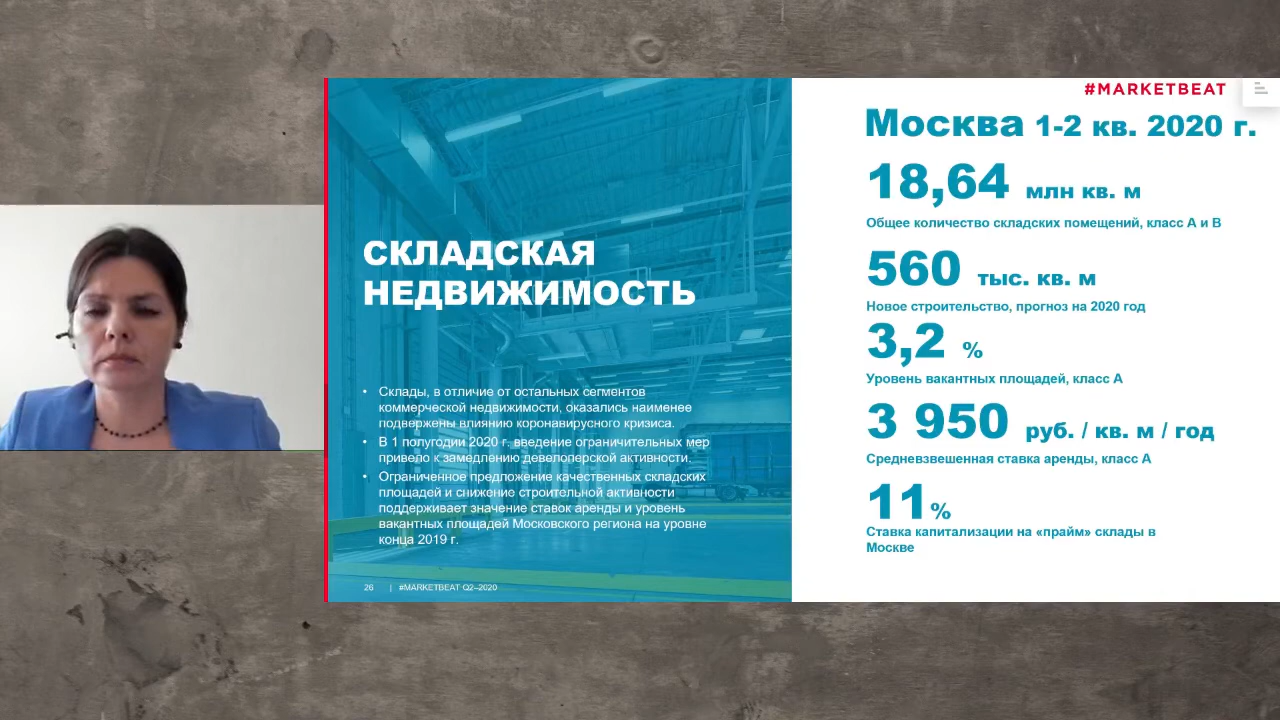 СКЛАДСКАЯ
НЕДВИЖИМОСТЬ
• Склады, в отличие от остальных сегментов
коммерческой недвижимости, оказались наименее
подвержены влиянию коронавирусного кризиса.
• В 1 полугодии 2020 г. введение ограничительных мер
привело к замедлению девелоперской активности.
• Ограниченное предложение качественных складских
площадей и снижение строительной активности
поддерживает значение ставок аренды и уровень
вакантных площадей Московского региона на уровне
конца 2019 г.
26 | #MARKETBEAT Q2–2020
#MARKETBEAT
Москва 1-2 кв. 2020 г.
18,64 млн кв. м
Общее количество складских помещений, класс А и В
560 тыс. кв. м
Новое строительство, прогноз на 2020 год
3,2 %
Уровень вакантных площадей, класс А
3 950 руб. / кв. м / год
Средневзвешенная ставка аренды, класс А
11%
Ставка капитализации на «прайм» склады в
Москве